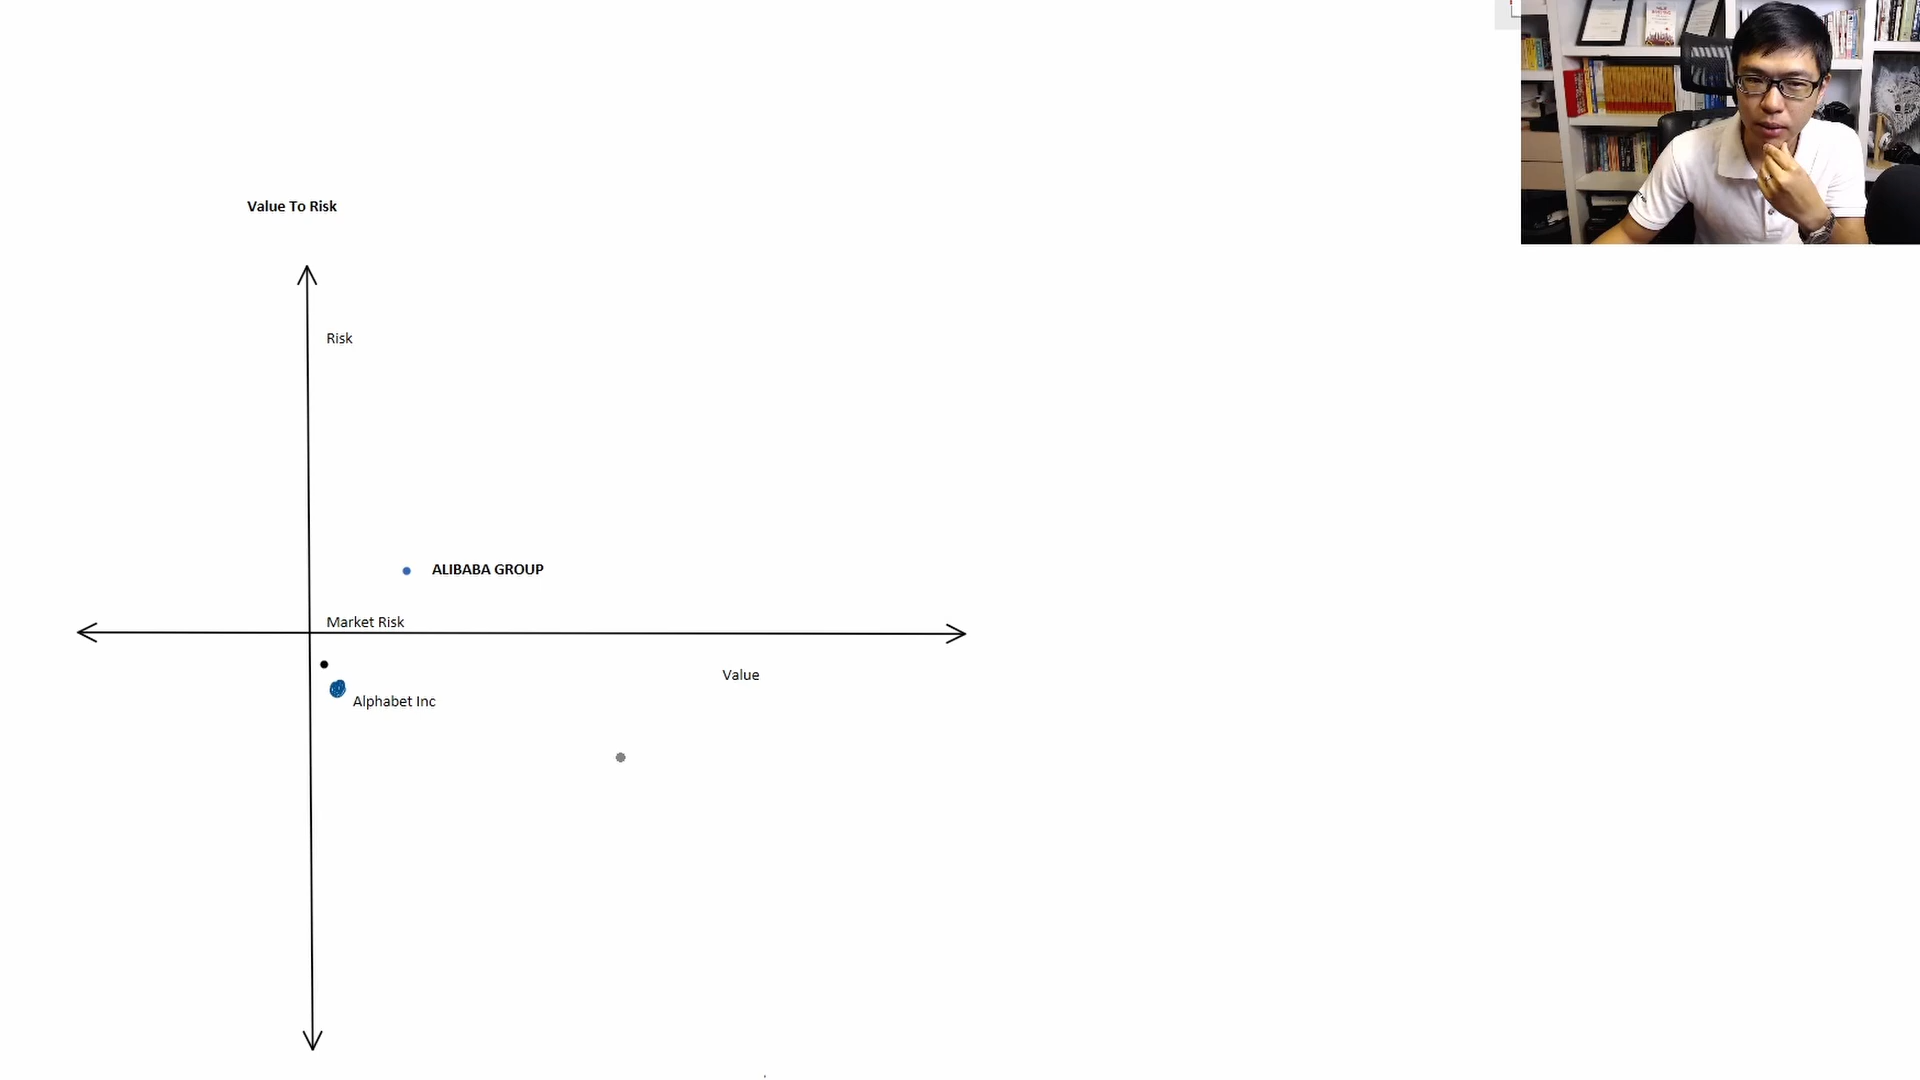 Value To Risk
Risk
ALIBABA GROUP
Market Risk
Value
Alphabet Inc